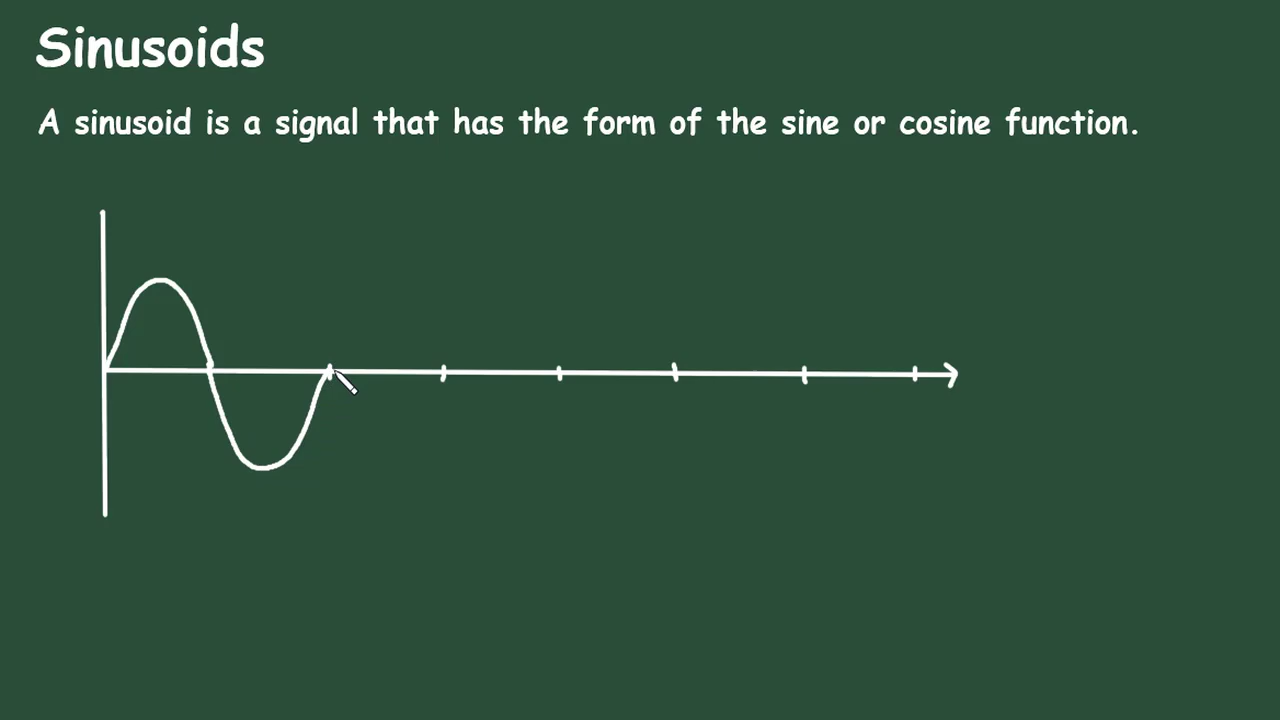 Sinusoids
A sinusoid is a signal that has the form of the sine or cosine function.